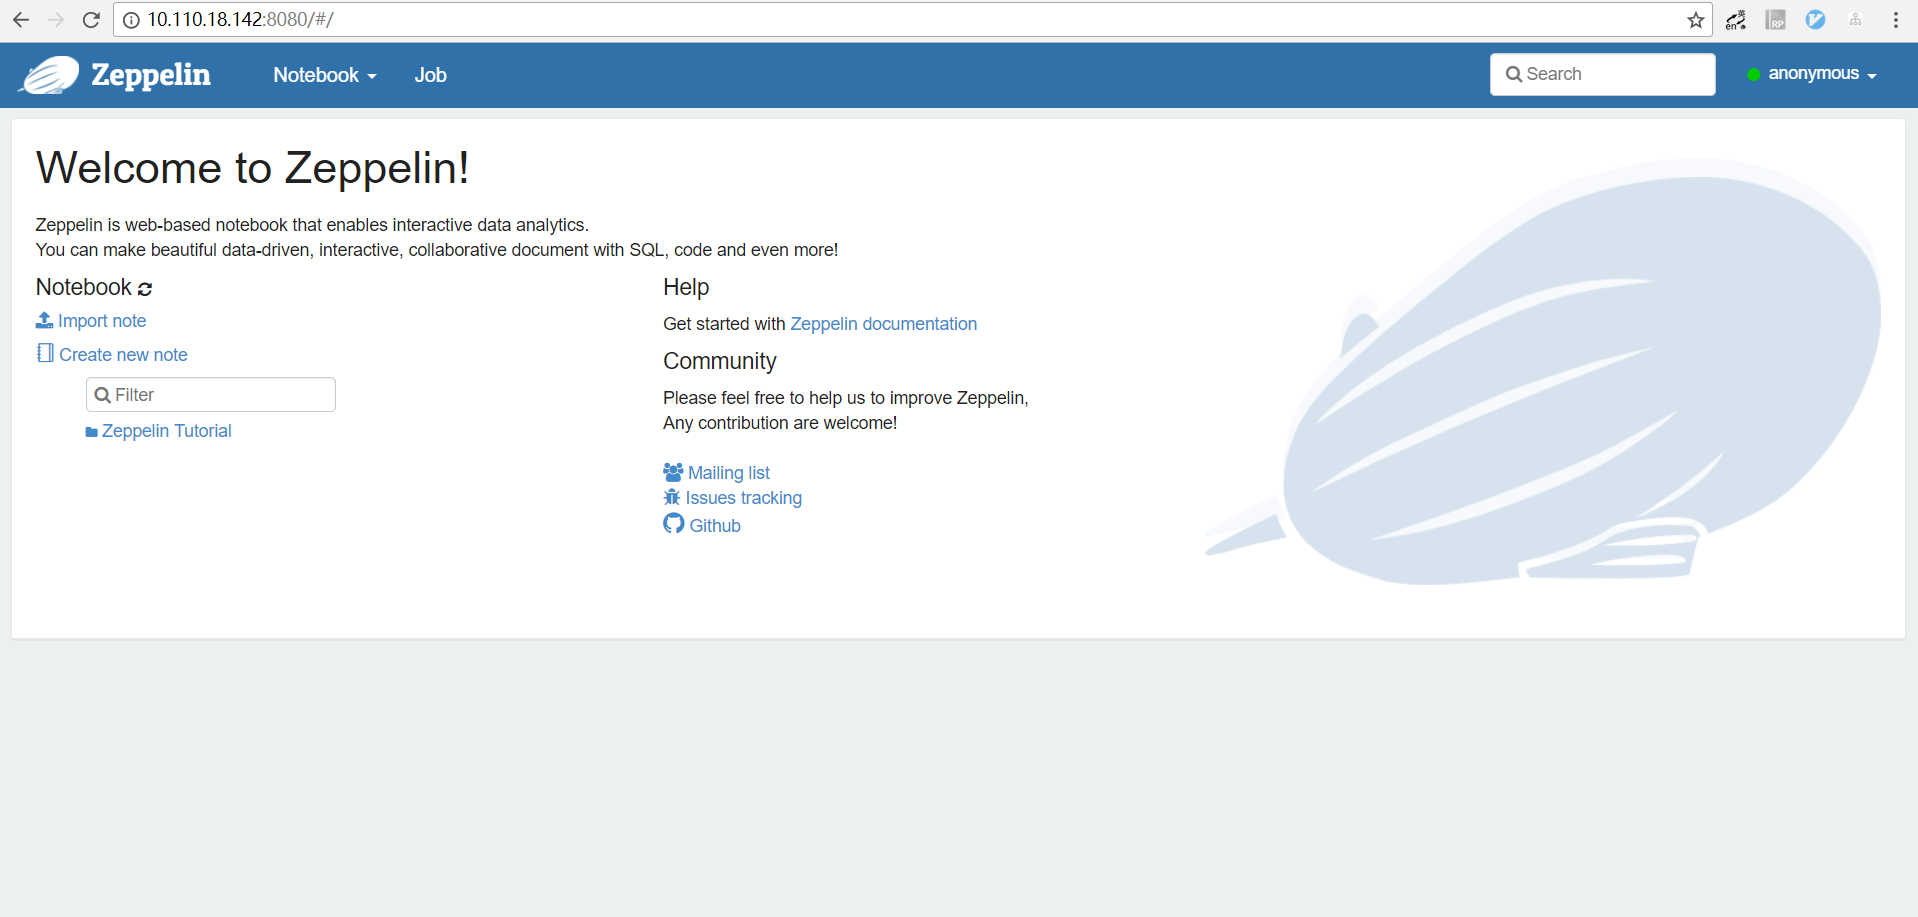 10.110.18.142:8080/#/
Zeppelin
Notebook
Job
Search
anonymous
Welcome to Zeppelin!
Zeppelin is web-based notebook that enables interactive data analytics.
You can make beautiful data-driven, interactive, collaborative document with SQL, code and even more!
Notebook
Import note
Create new note
Filter
Zeppelin Tutorial
Help
Get started with Zeppelin documentation
Community
Please feel free to help us to improve Zeppelin,
Any contribution are welcome!
Mailing list
Issues tracking
Github
en
英
RP